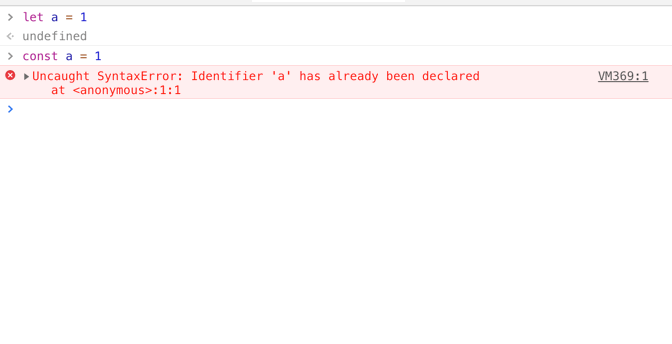 let a = 1
undefined
const a = 1
Uncaught SyntaxError: Identifier 'a' has already been declared VM369:1
at <anonymous>:1:1